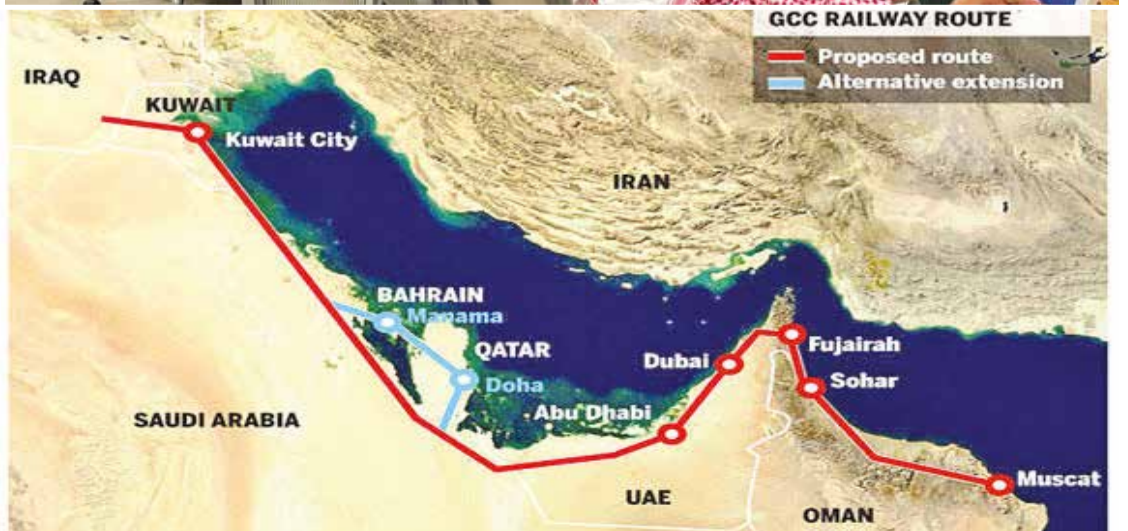 GCC RAILWAY ROUTE
Proposed route
Alternative extension
IRAQ
KUWAIT
Kuwait City
IRAN
BAHRAIN
Manama
QATAR
Doha
Dubai
Fujairah
Sohar
Abu Dhabi
SAUDI ARABIA
Muscat
UAE
OMAN